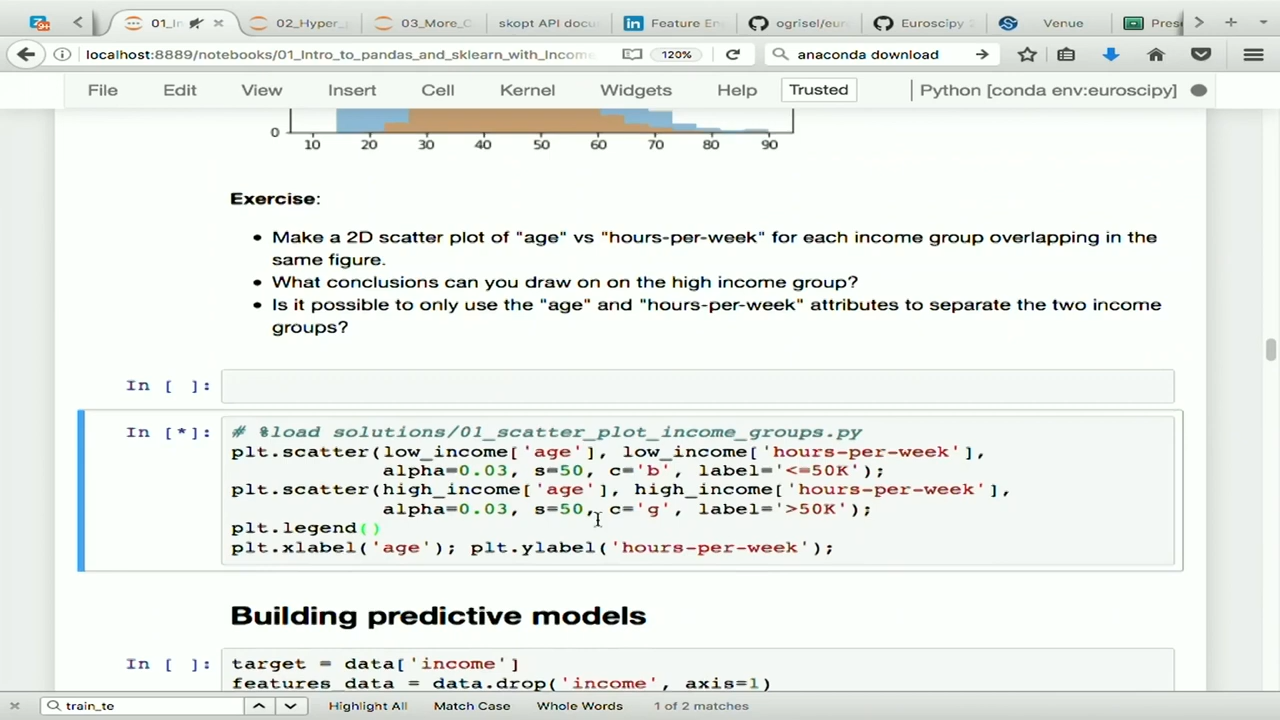 01_In
02_Hyper_
03_More_C
skopt API docu
Feature En
ogrisel/eur
Euroscipy
Venue
Pres
localhost:8889/notebooks/01_Intro_to_pandas_and_sklearn_with_Incom
120%
anaconda download
File Edit View Insert Cell Kernel Widgets Help Trusted Python [conda env:euroscipy]
0
10 20 30 40 50 60 70 80 90
Exercise:
• Make a 2D scatter plot of "age" vs "hours-per-week" for each income group overlapping in the
same figure.
• What conclusions can you draw on on the high income group?
• Is it possible to only use the "age" and "hours-per-week" attributes to separate the two income
groups?
In [ ]:
In [*]: # %load solutions/01_scatter_plot_income_groups.py
plt.scatter(low_income['age'], low_income['hours-per-week'],
alpha=0.03, s=50, c='b', label='<=50K');
plt.scatter(high_income['age'], high_income['hours-per-week'],
alpha=0.03, s=50, c='g', label='>50K');
plt.legend()
plt.xlabel('age'); plt.ylabel('hours-per-week');
Building predictive models
In [ ]: target = data['income']
features_data = data.drop('income', axis=1)
train_te
Highlight All Match Case Whole Words 1 of 2 matches